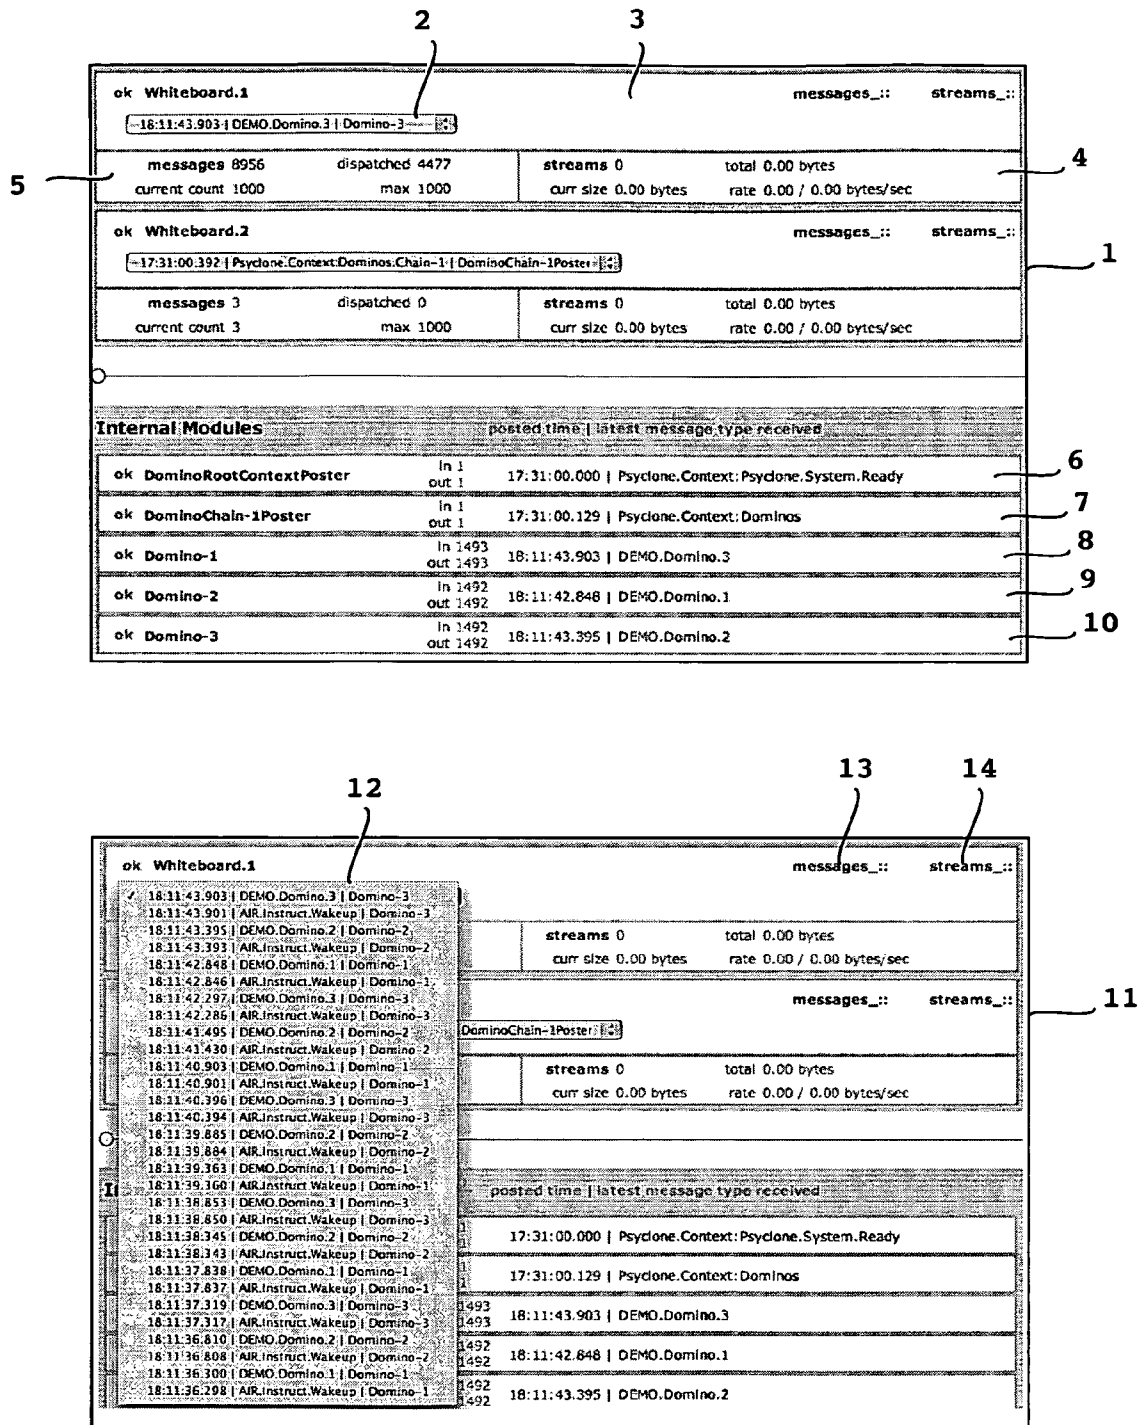 2 3
ok Whiteboard.1 messages_:: streams_::
18:11:43.903 | DEMO.Domino.3 | Domino-3
messages 8956 dispatched 4477 streams 0 total 0.00 bytes 4
5 current count 1000 max 1000 curr size 0.00 bytes rate 0.00 / 0.00 bytes/sec
ok Whiteboard.2 messages_:: streams_::
17:31:00.392 | Psyclone.Context:Dominos.Chain-1 | DominoChain-1Poster 1
messages 3 dispatched 0 streams 0 total 0.00 bytes
current count 3 max 1000 curr size 0.00 bytes rate 0.00 / 0.00 bytes/sec
Internal Modules posted time | latest message type received
ok DominoRootContextPoster in 1 out 1 17:31:00.000 | Psyclone.Context:Psyclone.System.Ready 6
ok DominoChain-1Poster in 1 out 1 17:31:00.129 | Psyclone.Context:Dominos 7
ok Domino-1 in 1493 out 1493 18:11:43.903 | DEMO.Domino.3 8
ok Domino-2 in 1492 out 1492 18:11:42.848 | DEMO.Domino.1 9
ok Domino-3 in 1492 out 1492 18:11:43.395 | DEMO.Domino.2 10
12 13 14
ok Whiteboard.1 messages_:: streams_::
✓ 18:11:43.903 | DEMO.Domino.3 | Domino-3
18:11:43.901 | AIR.Instruct.Wakeup | Domino-3
18:11:43.395 | DEMO.Domino.2 | Domino-2
18:11:43.393 | AIR.Instruct.Wakeup | Domino-2
18:11:42.848 | DEMO.Domino.1 | Domino-1
18:11:42.846 | AIR.Instruct.Wakeup | Domino-1
18:11:42.297 | DEMO.Domino.3 | Domino-3
18:11:42.286 | AIR.Instruct.Wakeup | Domino-3
18:11:41.495 | DEMO.Domino.2 | Domino-2
18:11:41.430 | AIR.Instruct.Wakeup | Domino-2
18:11:40.903 | DEMO.Domino.1 | Domino-1
18:11:40.901 | AIR.Instruct.Wakeup | Domino-1
18:11:40.396 | DEMO.Domino.3 | Domino-3
18:11:40.394 | AIR.Instruct.Wakeup | Domino-3
18:11:39.885 | DEMO.Domino.2 | Domino-2
18:11:39.884 | AIR.Instruct.Wakeup | Domino-2
18:11:39.363 | DEMO.Domino.1 | Domino-1
18:11:39.360 | AIR.Instruct.Wakeup | Domino-1
18:11:38.853 | DEMO.Domino.3 | Domino-3
18:11:38.850 | AIR.Instruct.Wakeup | Domino-3
18:11:38.345 | DEMO.Domino.2 | Domino-2
18:11:38.343 | AIR.Instruct.Wakeup | Domino-2
18:11:37.838 | DEMO.Domino.1 | Domino-1
18:11:37.837 | AIR.Instruct.Wakeup | Domino-1
18:11:37.319 | DEMO.Domino.3 | Domino-3
18:11:37.317 | AIR.Instruct.Wakeup | Domino-3
18:11:36.810 | DEMO.Domino.2 | Domino-2
18:11:36.808 | AIR.Instruct.Wakeup | Domino-2
18:11:36.300 | DEMO.Domino.1 | Domino-1
18:11:36.298 | AIR.Instruct.Wakeup | Domino-1
streams 0 total 0.00 bytes
curr size 0.00 bytes rate 0.00 / 0.00 bytes/sec
messages_:: streams_:: 11
DominoChain-1Poster
streams 0 total 0.00 bytes
curr size 0.00 bytes rate 0.00 / 0.00 bytes/sec
posted time | latest message type received
17:31:00.000 | Psyclone.Context:Psyclone.System.Ready
17:31:00.129 | Psyclone.Context:Dominos
1493 1493 18:11:43.903 | DEMO.Domino.3
1492 1492 18:11:42.848 | DEMO.Domino.1
1492 1492 18:11:43.395 | DEMO.Domino.2